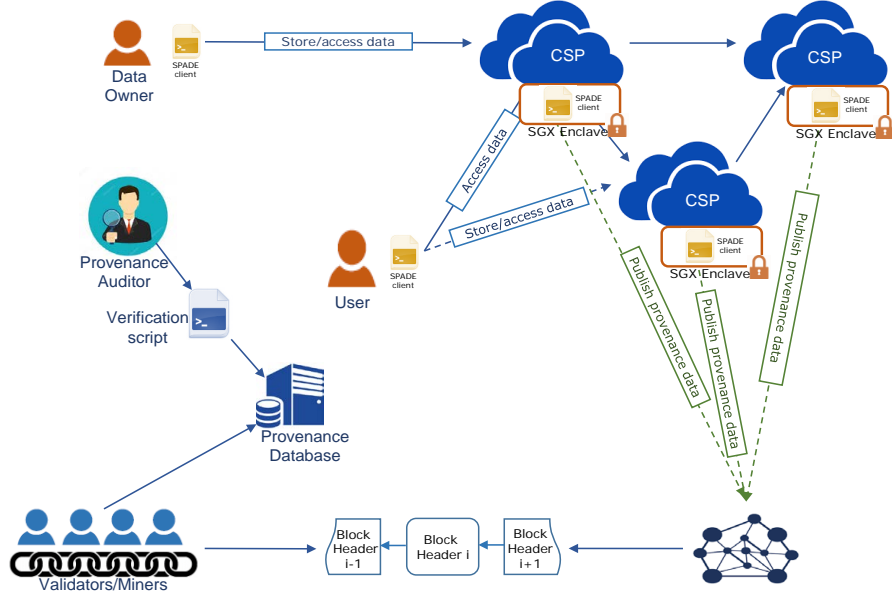 Store/access data
SPADE
client
Data
Owner
CSP
SPADE
client
SGX Enclave
CSP
SPADE
client
SGX Enclave
Access data
Store/access data
CSP
SPADE
client
SGX Enclave
SPADE
client
User
Provenance
Auditor
Verification
script
Provenance
Database
Publish provenance data
Publish provenance data
Publish provenance data
Validators/Miners
Block
Header
i-1
Block
Header i
Block
Header
i+1